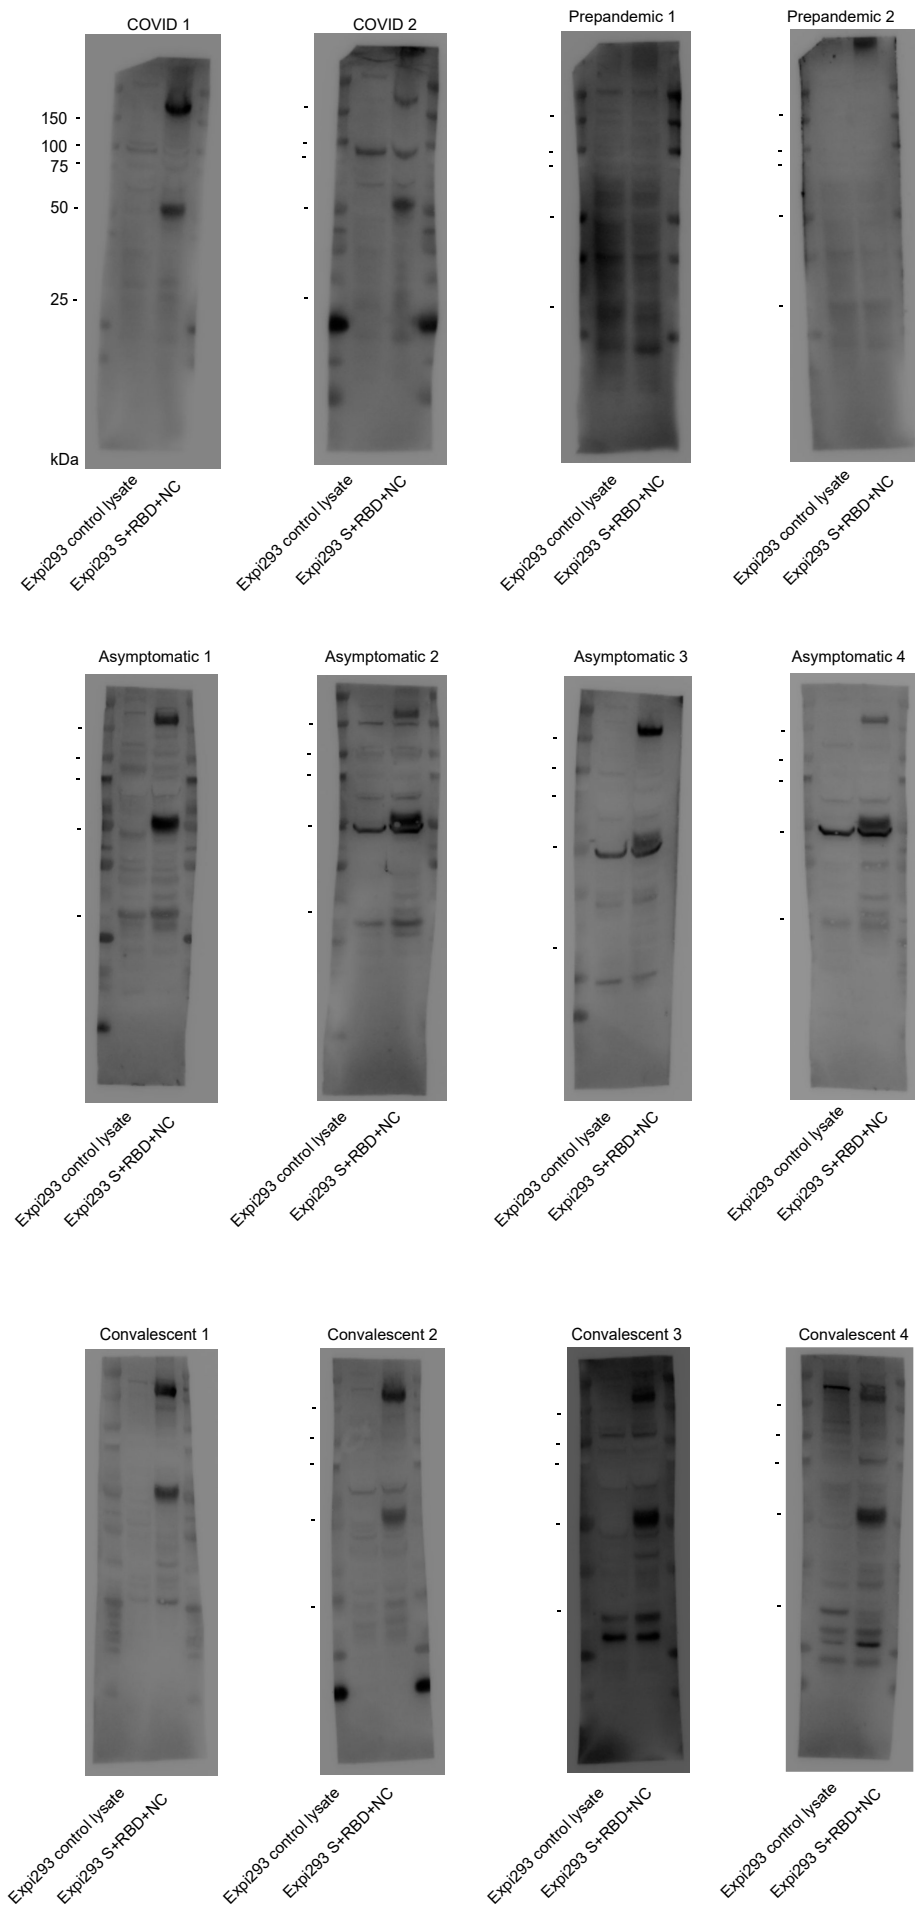 COVID 1
COVID 2
Prepandemic 1
Prepandemic 2
150 -
100 -
75 -
50 -
25 -
kDa
Expi293 control lysate
Expi293 S+RBD+NC
Expi293 control lysate
Expi293 S+RBD+NC
Expi293 control lysate
Expi293 S+RBD+NC
Expi293 control lysate
Expi293 S+RBD+NC
Asymptomatic 1
Asymptomatic 2
Asymptomatic 3
Asymptomatic 4
Expi293 control lysate
Expi293 S+RBD+NC
Expi293 control lysate
Expi293 S+RBD+NC
Expi293 control lysate
Expi293 S+RBD+NC
Expi293 control lysate
Expi293 S+RBD+NC
Convalescent 1
Convalescent 2
Convalescent 3
Convalescent 4
Expi293 control lysate
Expi293 S+RBD+NC
Expi293 control lysate
Expi293 S+RBD+NC
Expi293 control lysate
Expi293 S+RBD+NC
Expi293 control lysate
Expi293 S+RBD+NC